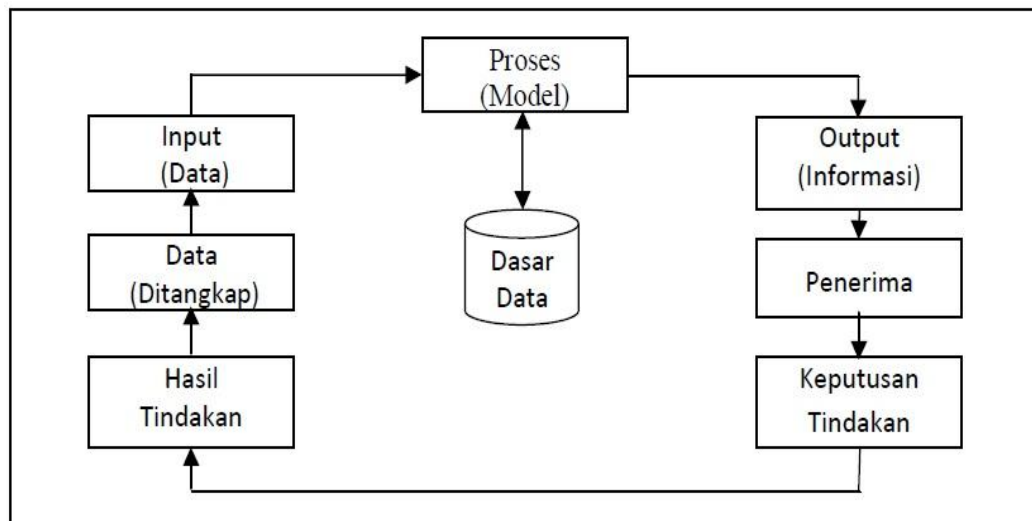 Proses
(Model)
Input
(Data)
Output
(Informasi)
Data
(Ditangkap)
Dasar
Data
Penerima
Hasil
Tindakan
Keputusan
Tindakan